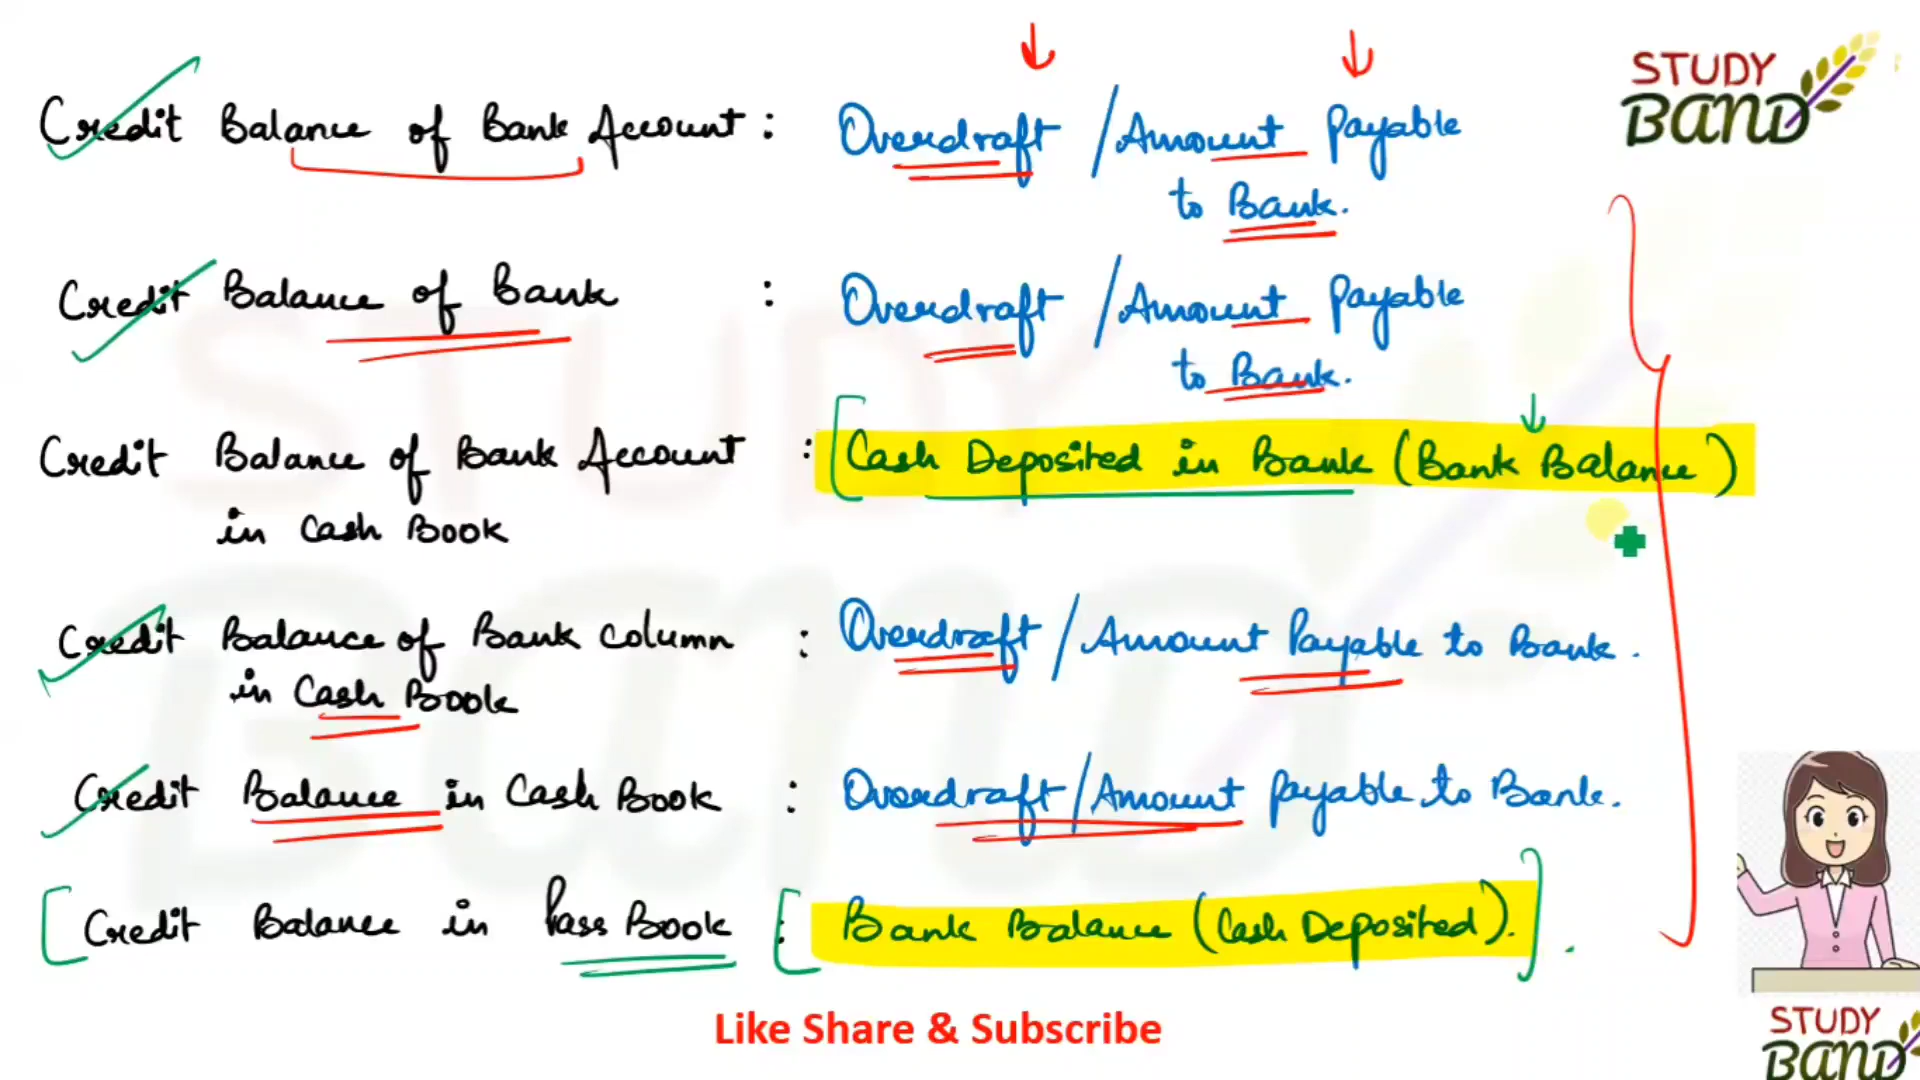 STUDY
BAND
Credit Balance of Bank Account : Overdraft / Amount Payable
to Bank.
Credit Balance of Bank : Overdraft / Amount Payable
to Bank.
Credit Balance of Bank Account : Cash Deposited in Bank (Bank Balance)
in Cash Book
Credit Balance of Bank Column : Overdraft / Amount Payable to Bank.
in Cash Book
Credit Balance in Cash Book : Overdraft / Amount Payable to Bank.
Credit Balance in Pass Book : Bank Balance (Cash Deposited).
Like Share & Subscribe
STUDY
BAND
STUDY
BAND